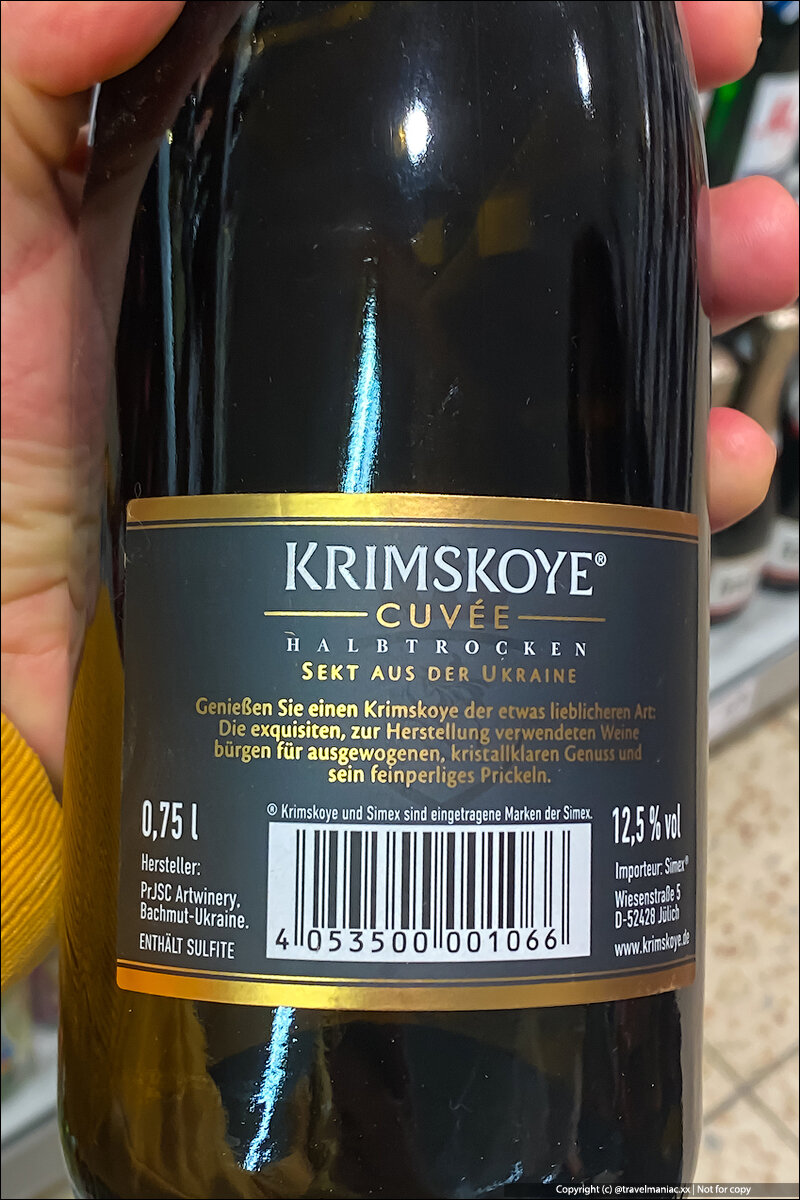 KRIMSKOYE®
CUVÉE
HALBTROCKEN
SEKT AUS DER UKRAINE
Genießen Sie einen Krimskoye der etwas lieblicheren Art:
Die exquisiten, zur Herstellung verwendeten Weine
bürgen für ausgewogenen, kristallklaren Genuss und
sein feinperliges Prickeln.
® Krimskoye und Simex sind eingetragene Marken der Simex.
0,75 l
Hersteller:
PrJSC Artwinery,
Bachmut-Ukraine.
ENTHÄLT SULFITE
4 053500 001066
12,5 % vol
Importeur: Simex®
Wiesenstraße 5
D-52428 Jülich
www.krimskoye.de
Copyright (c) @travelmaniac.xx | Not for copy